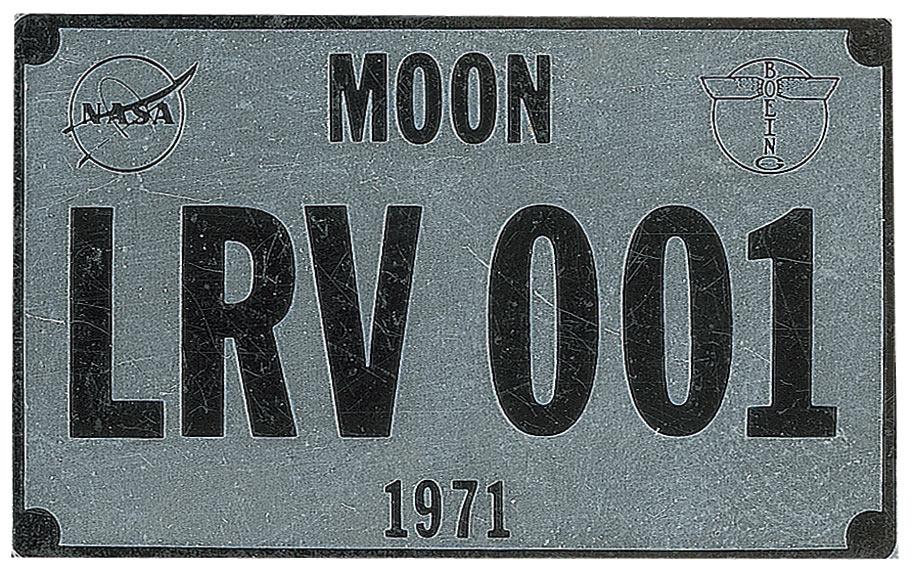 MOON
NASA
BOEING
LRV 001
1971